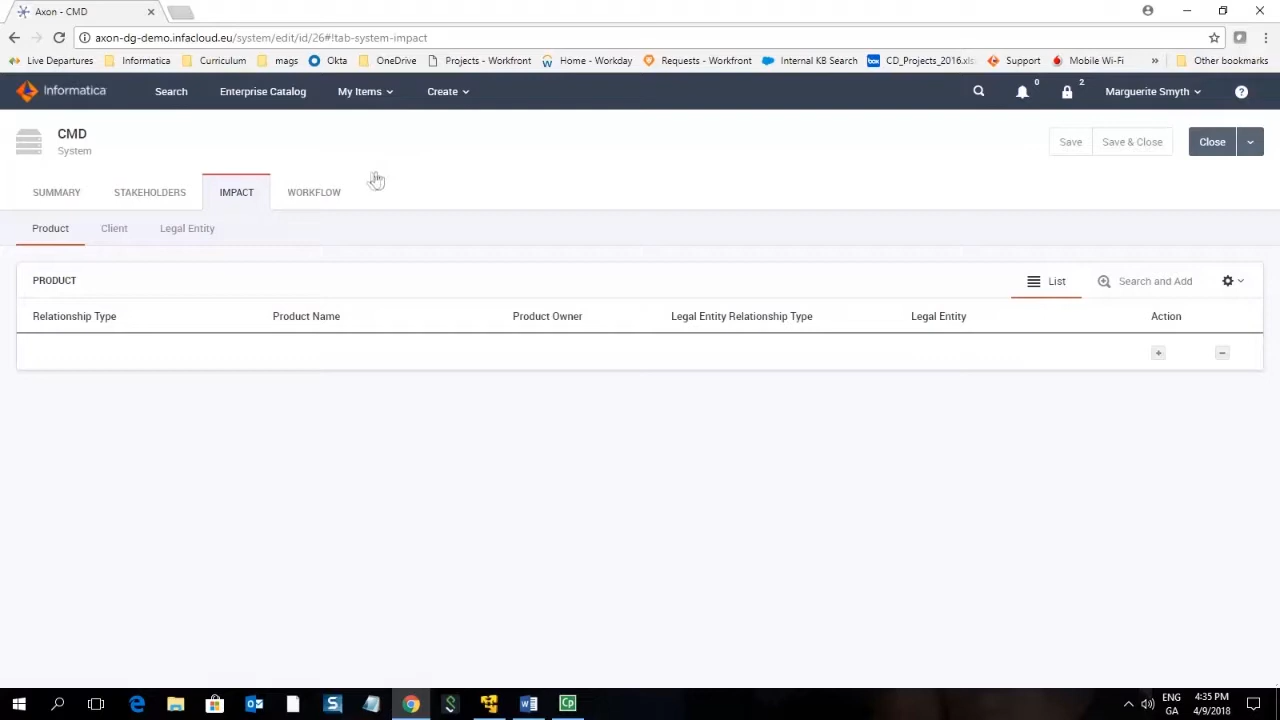 Axon - CMD
axon-dg-demo.infacloud.eu/system/edit/id/26#!tab-system-impact
Live Departures Informatica Curriculum mags Okta OneDrive Projects - Workfront Home - Workday Requests - Workfront Internal KB Search CD_Projects_2016.xls Support Mobile Wi-Fi » Other bookmarks
Informatica Search Enterprise Catalog My Items Create 0 2 Marguerite Smyth ?
CMD
System
Save Save & Close Close
SUMMARY STAKEHOLDERS IMPACT WORKFLOW
Product Client Legal Entity
PRODUCT List Search and Add
Relationship Type Product Name Product Owner Legal Entity Relationship Type Legal Entity Action
+ −
ENG 4:35 PM
GA 4/9/2018